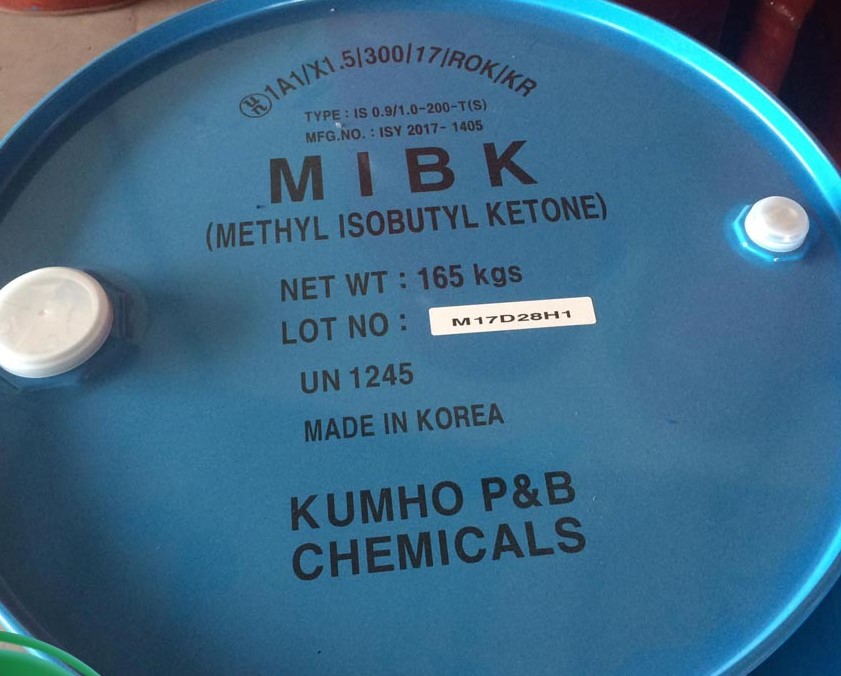 UN 1A1/X1.5/300/17/ROK/KR
TYPE : IS 0.9/1.0-200-T(S)
MFG.NO. : ISY 2017- 1405
MIBK
(METHYL ISOBUTYL KETONE)
NET WT : 165 kgs
LOT NO : M17D28H1
UN 1245
MADE IN KOREA
KUMHO P&B
CHEMICALS